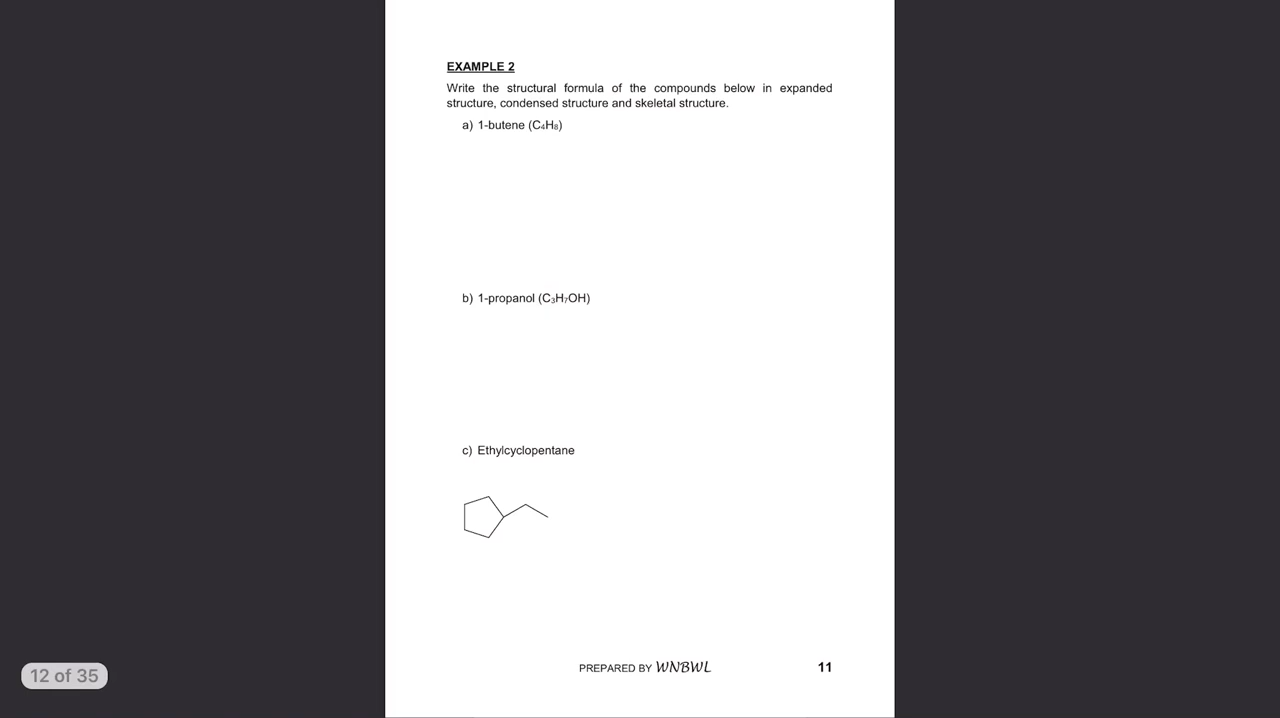 EXAMPLE 2
Write the structural formula of the compounds below in expanded
structure, condensed structure and skeletal structure.
a) 1-butene (C₄H₈)
b) 1-propanol (C₃H₇OH)
c) Ethylcyclopentane
PREPARED BY WNBWL 11
12 of 35